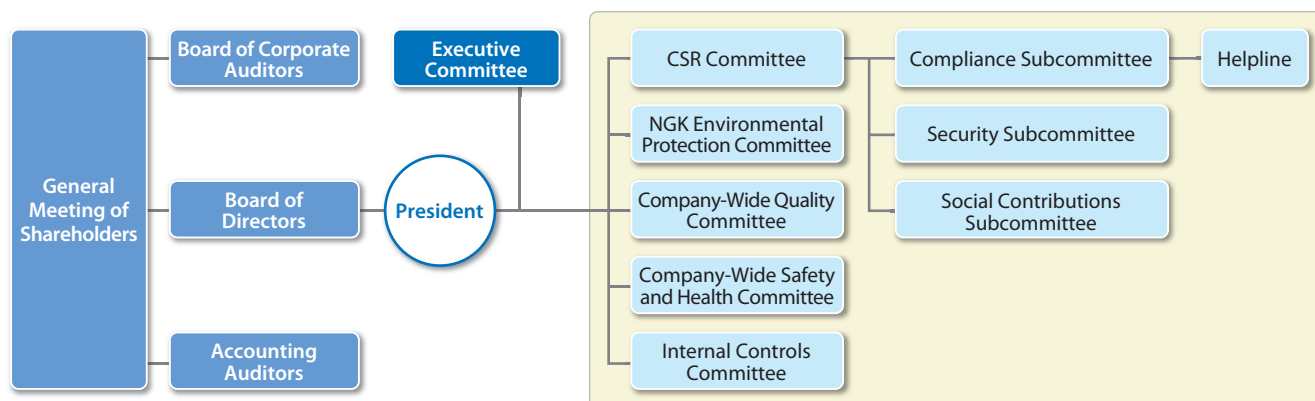 General
Meeting of
Shareholders
Board of Corporate
Auditors
Board of
Directors
Accounting
Auditors
Executive
Committee
President
CSR Committee
NGK Environmental
Protection Committee
Company-Wide Quality
Committee
Company-Wide Safety
and Health Committee
Internal Controls
Committee
Compliance Subcommittee
Security Subcommittee
Social Contributions
Subcommittee
Helpline